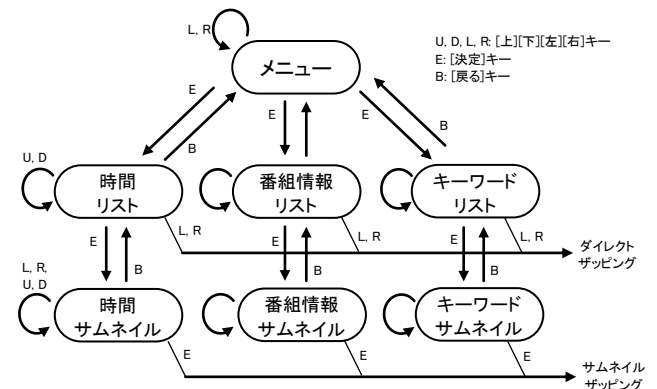 L, R
メニュー
U, D, L, R: [上][下][左][右]キー
E: [決定]キー
B: [戻る]キー
E
B
E
E
B
U, D
時間
リスト
番組情報
リスト
キーワード
リスト
L, R
L, R
L, R
ダイレクト
ザッピング
E
B
E
B
E
B
L, R,
U, D
時間
サムネイル
番組情報
サムネイル
キーワード
サムネイル
E
E
E
サムネイル
ザッピング